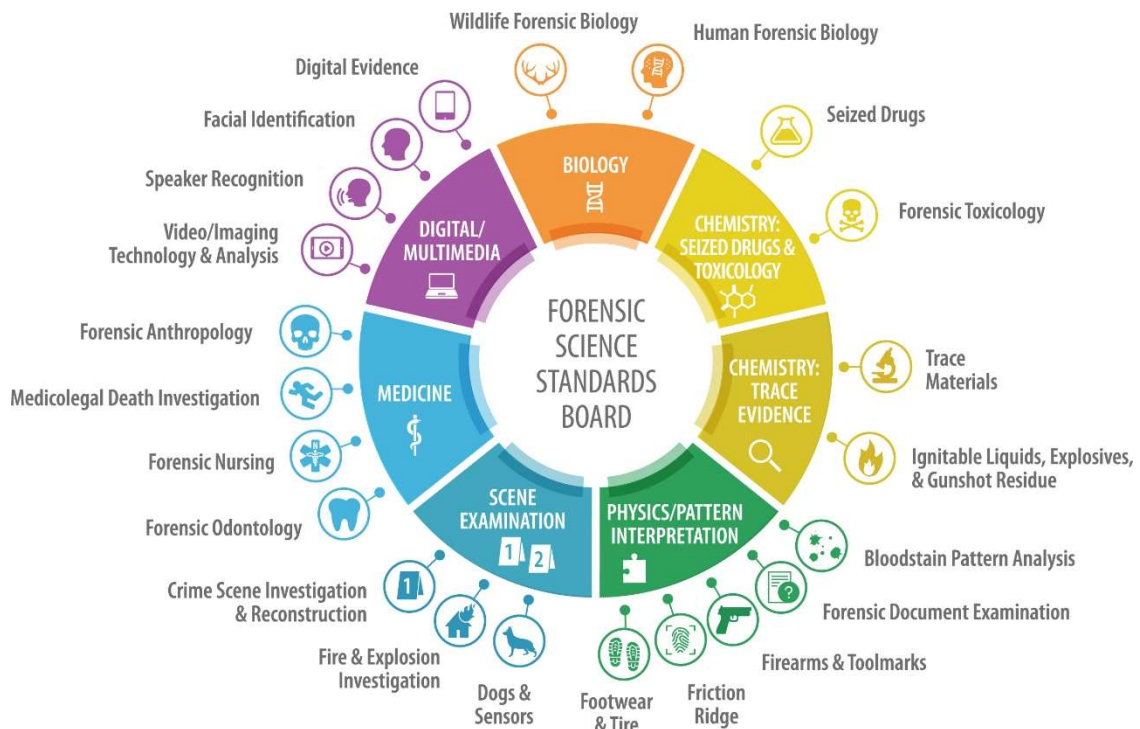 Wildlife Forensic Biology
Human Forensic Biology
Digital Evidence
Seized Drugs
Facial Identification
Speaker Recognition
Forensic Toxicology
Video/Imaging
Technology & Analysis
BIOLOGY
DIGITAL/
MULTIMEDIA
CHEMISTRY:
SEIZED DRUGS &
TOXICOLOGY
FORENSIC
SCIENCE
STANDARDS
BOARD
Forensic Anthropology
Medicolegal Death Investigation
Forensic Nursing
Forensic Odontology
MEDICINE
N
CHEMISTRY:
TRACE
EVIDENCE
Trace
Materials
Ignitable Liquids, Explosives,
& Gunshot Residue
SCENE
EXAMINATION
1 2
PHYSICS/PATTERN
INTERPRETATION
Bloodstain Pattern Analysis
?
Forensic Document Examination
Firearms & Toolmarks
Crime Scene Investigation
& Reconstruction
1
Fire & Explosion
Investigation
Dogs &
Sensors
Footwear
& Tire
Friction
Ridge